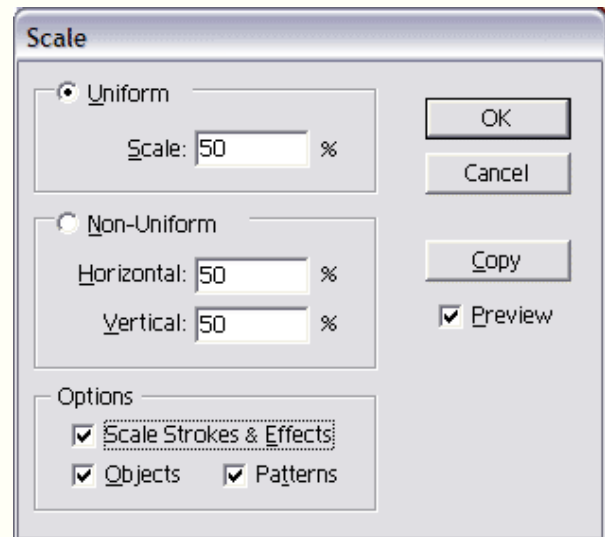 Scale
Uniform
Scale: 50 %
Non-Uniform
Horizontal: 50 %
Vertical: 50 %
Options
Scale Strokes & Effects
Objects Patterns
OK
Cancel
Copy
Preview